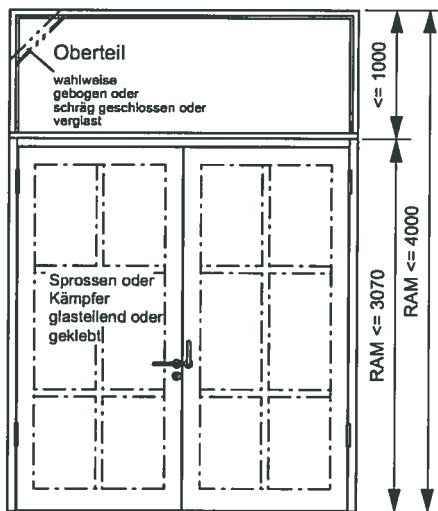 Oberteil
wahlweise
gebogen oder
schräg geschlossen oder
verglast
<= 1000
Sprossen oder
Kämpfer
glasteilend oder
geklebt
RAM <= 3070
RAM <= 4000